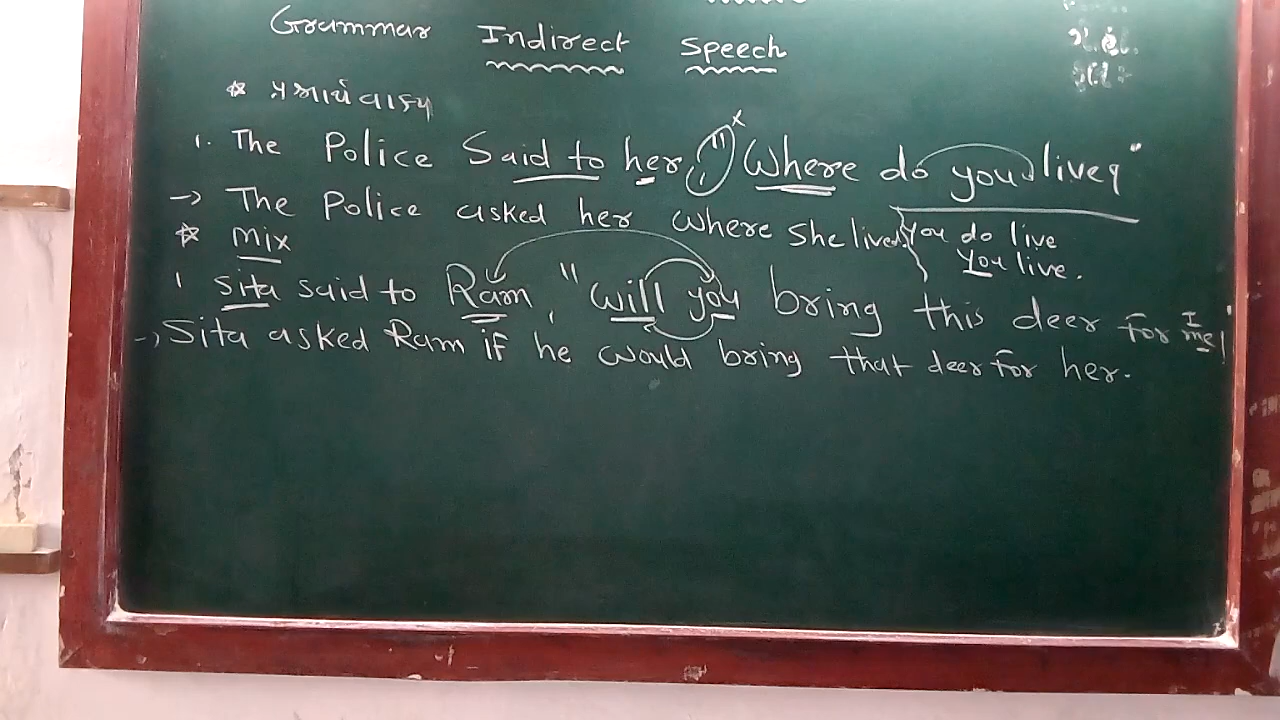 Grammar Indirect Speech
☆ પ્રશ્નાર્થ વાક્ય
1. The Police Said to her, " Where do you live?"
→ The Police asked her where she lived.
you do live
You live.
☆ mix
1 Sita said to Ram, "will you bring this deer for me!
I
→ Sita asked Ram if he would bring that deer for her.